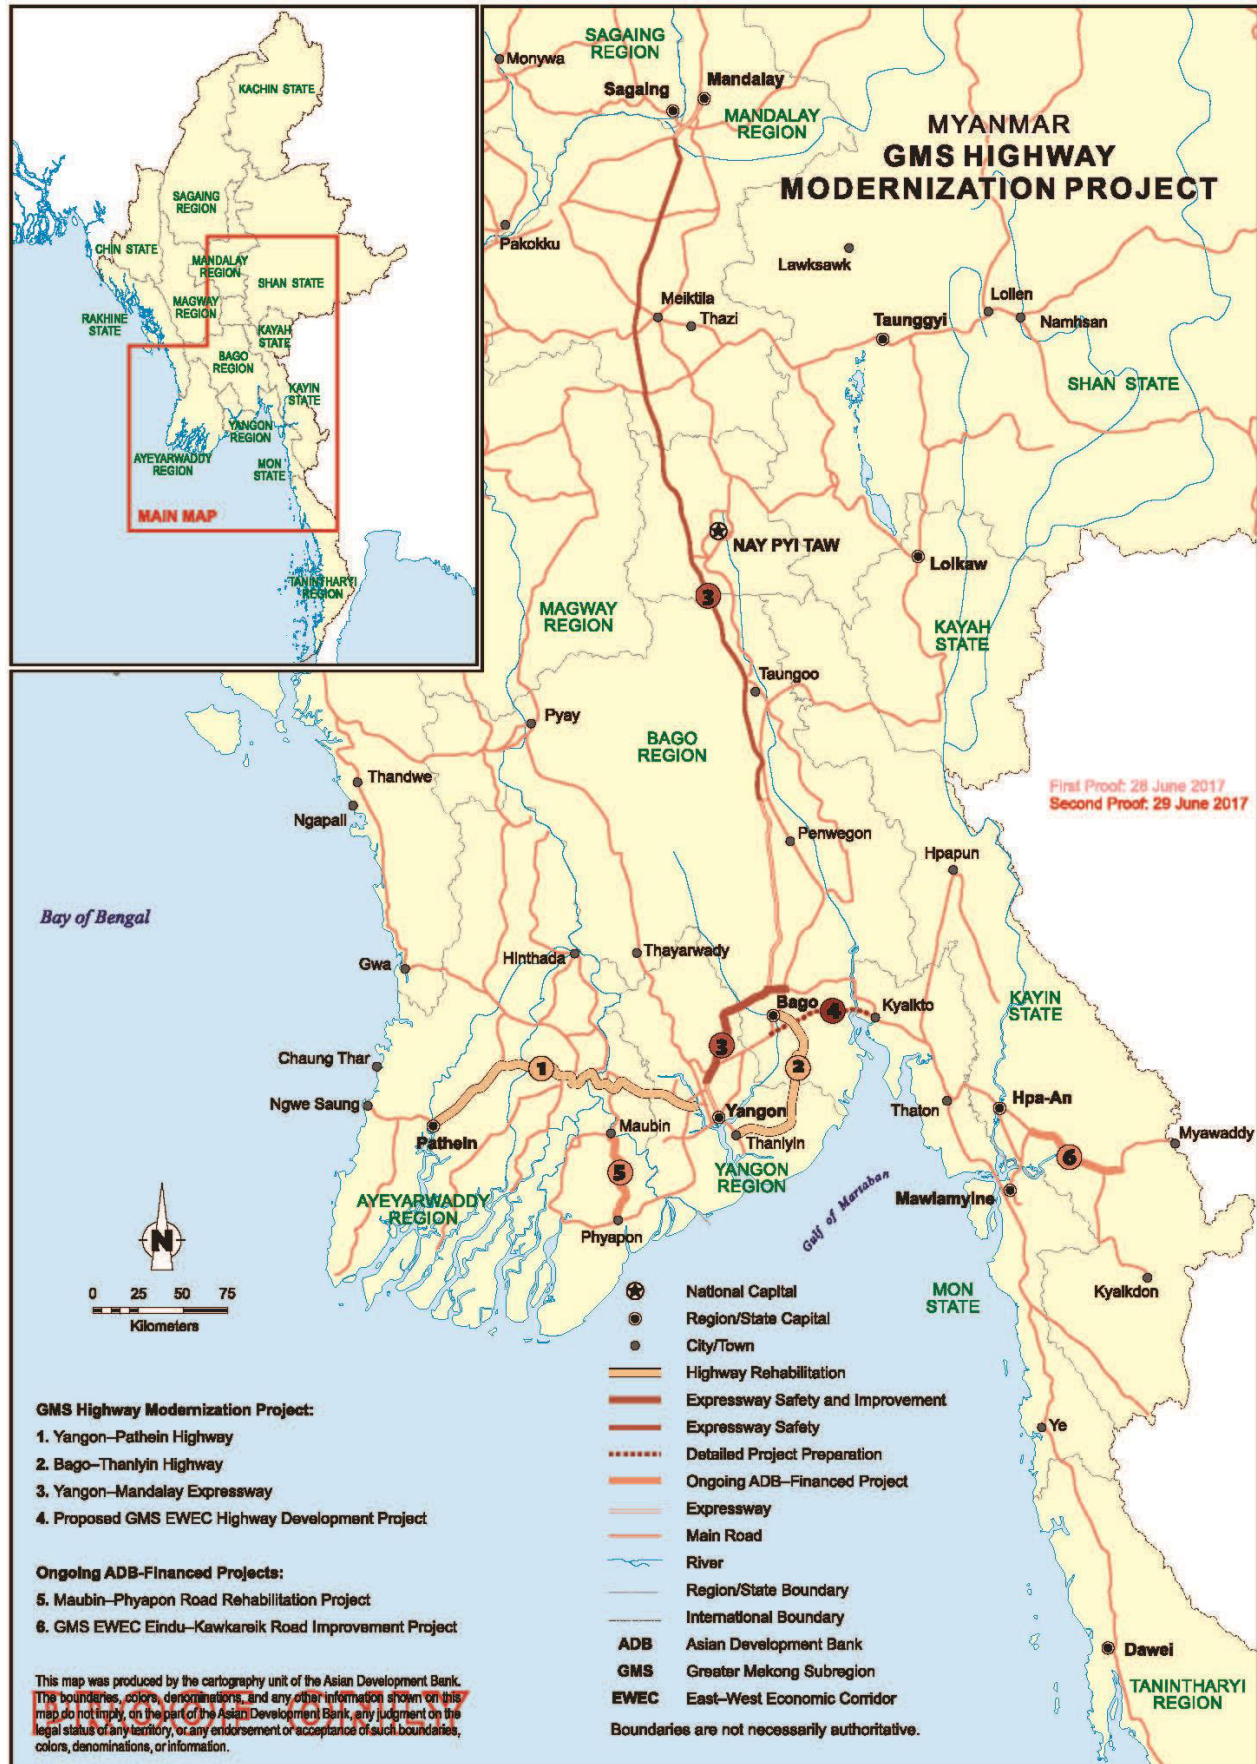 KACHIN STATE
SAGAING
REGION
CHIN STATE
MANDALAY
REGION
SHAN STATE
MAGWAY
REGION
RAKHINE
STATE
KAYAH
STATE
BAGO
REGION
KAYIN
STATE
YANGON
REGION
AYEYARWADDY
REGION
MON
STATE
MAIN MAP
TANINTHARYI
REGION
MYANMAR
GMS HIGHWAY
MODERNIZATION PROJECT
SAGAING
REGION
Monywa
Sagaing
Mandalay
MANDALAY
REGION
Pakokku
Lawksawk
Meiktila
Thazi
Taunggyi
Lollen
Namhsan
SHAN STATE
NAY PYI TAW
Lolkaw
3
MAGWAY
REGION
KAYAH
STATE
Taungoo
Pyay
BAGO
REGION
Thandwe
Ngapali
First Proof: 28 June 2017
Second Proof: 29 June 2017
Penwegon
Hpapun
Bay of Bengal
Gwa
Hinthada
Thayarwady
Bago
4
Kyaikto
KAYIN
STATE
3
Chaung Thar
1
2
Ngwe Saung
Pathein
Maubin
Yangon
Thanlyin
Thaton
Hpa-An
Myawaddy
5
6
YANGON
REGION
AYEYARWADDY
REGION
Mawlamyine
Gulf of Martaban
Phyapon
MON
STATE
Kyaikdon
Ye
Dawei
TANINTHARYI
REGION
N
0 25 50 75
Kilometers
GMS Highway Modernization Project:
1. Yangon–Pathein Highway
2. Bago–Thanlyin Highway
3. Yangon–Mandalay Expressway
4. Proposed GMS EWEC Highway Development Project
Ongoing ADB-Financed Projects:
5. Maubin–Phyapon Road Rehabilitation Project
6. GMS EWEC Eindu–Kawkareik Road Improvement Project
This map was produced by the cartography unit of the Asian Development Bank.
The boundaries, colors, denominations, and any other information shown on this
map do not imply, on the part of the Asian Development Bank, any judgment on the
legal status of any territory, or any endorsement or acceptance of such boundaries,
colors, denominations, or information.
PROOF ONLY
National Capital
Region/State Capital
City/Town
Highway Rehabilitation
Expressway Safety and Improvement
Expressway Safety
Detailed Project Preparation
Ongoing ADB–Financed Project
Expressway
Main Road
River
Region/State Boundary
International Boundary
ADB Asian Development Bank
GMS Greater Mekong Subregion
EWEC East–West Economic Corridor
Boundaries are not necessarily authoritative.